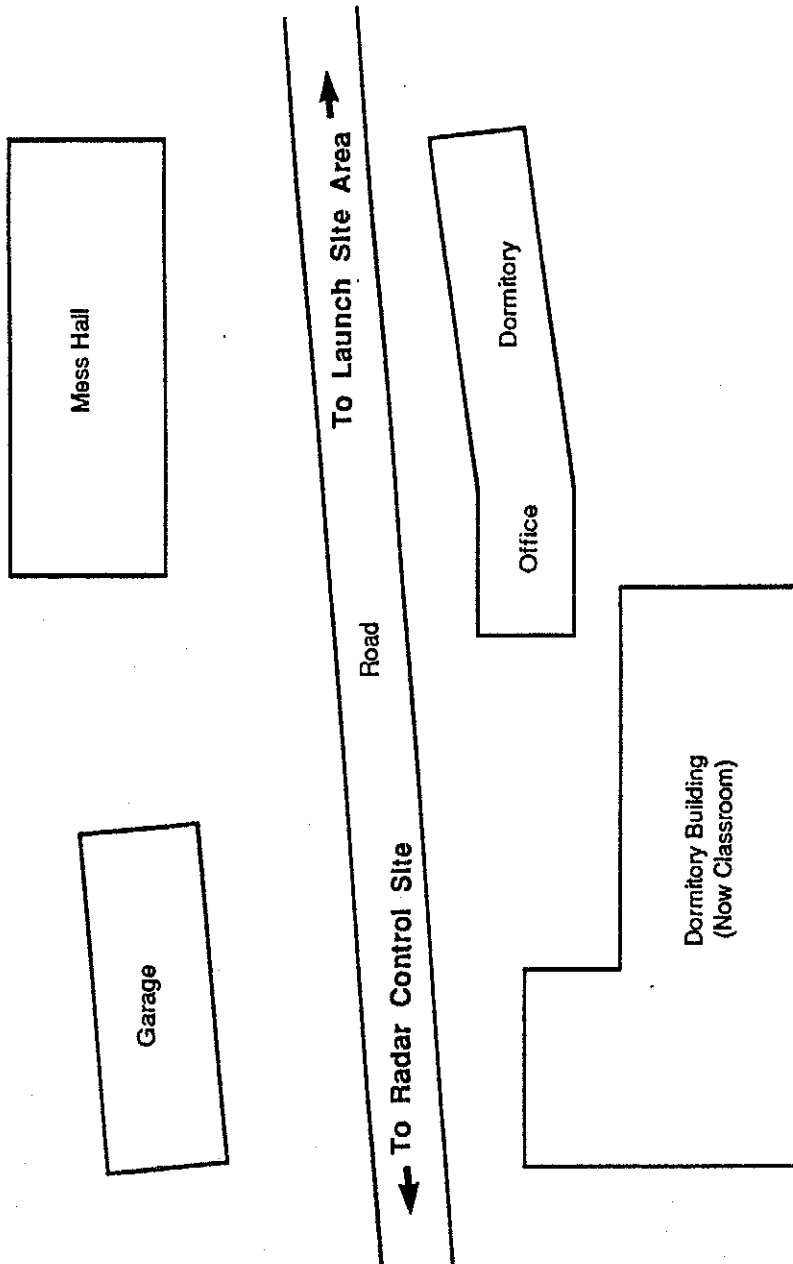 Garage
Mess Hall
To Radar Control Site
Road
To Launch Site Area
Office
Dormitory
Dormitory Building
(Now Classroom)